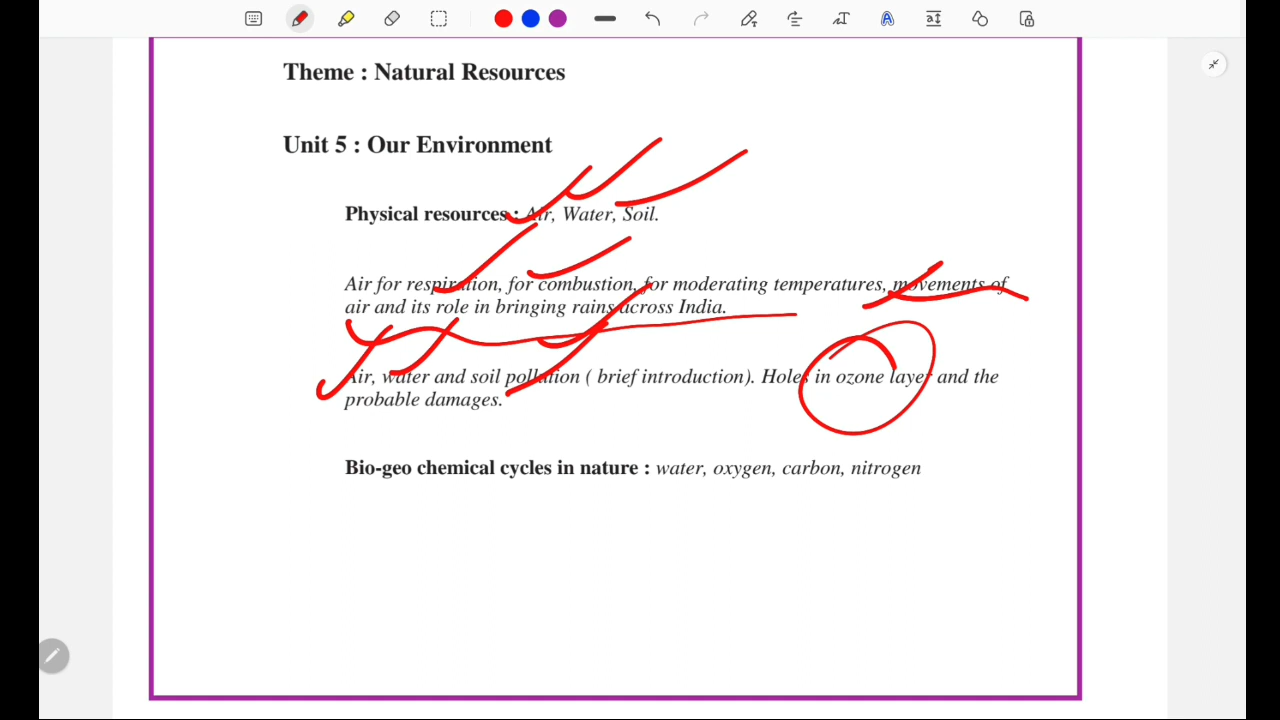 Theme : Natural Resources
Unit 5 : Our Environment
Physical resources : Air, Water, Soil.
Air for respiration, for combustion, for moderating temperatures, movements of
air and its role in bringing rains across India.
Air, water and soil pollution ( brief introduction). Holes in ozone layer and the
probable damages.
Bio-geo chemical cycles in nature : water, oxygen, carbon, nitrogen